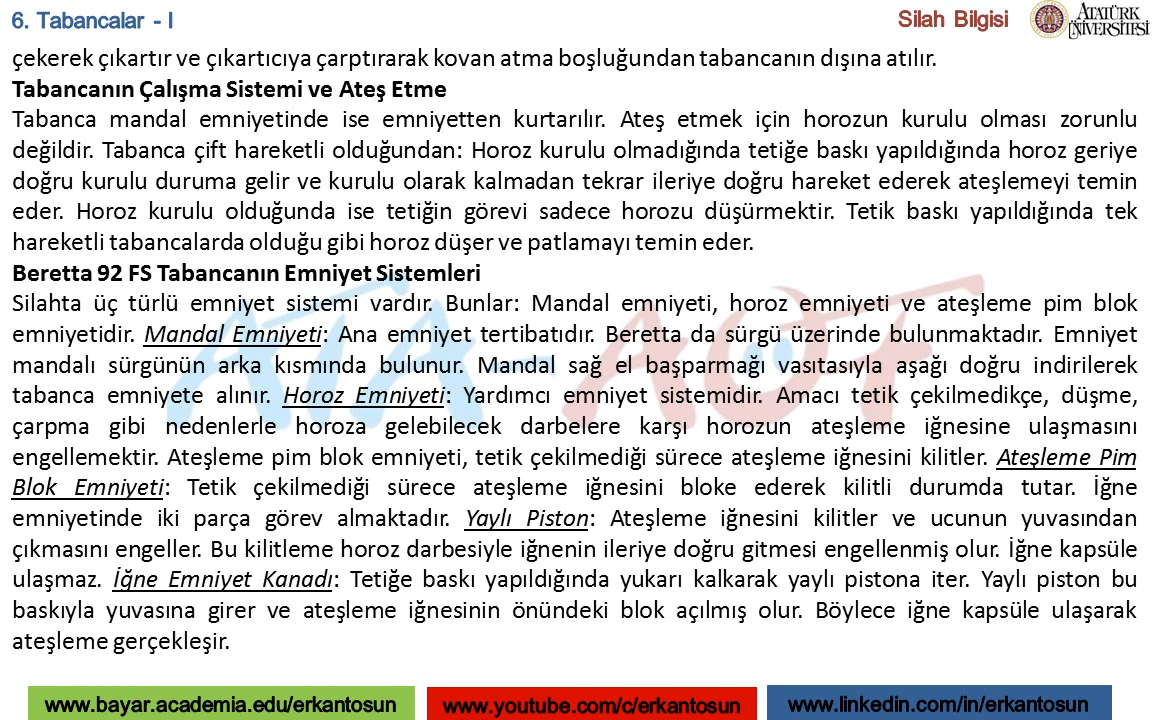 6. Tabancalar - I
Silah Bilgisi
ATATÜRK
ÜNİVERSİTESİ
çekerek çıkartır ve çıkartıcıya çarptırarak kovan atma boşluğundan tabancanın dışına atılır.
Tabancanın Çalışma Sistemi ve Ateş Etme
Tabanca mandal emniyetinde ise emniyetten kurtarılır. Ateş etmek için horozun kurulu olması zorunlu
değildir. Tabanca çift hareketli olduğundan: Horoz kurulu olmadığında tetiğe baskı yapıldığında horoz geriye
doğru kurulu duruma gelir ve kurulu olarak kalmadan tekrar ileriye doğru hareket ederek ateşlemeyi temin
eder. Horoz kurulu olduğunda ise tetiğin görevi sadece horozu düşürmektir. Tetik baskı yapıldığında tek
hareketli tabancalarda olduğu gibi horoz düşer ve patlamayı temin eder.
Beretta 92 FS Tabancanın Emniyet Sistemleri
Silahta üç türlü emniyet sistemi vardır. Bunlar: Mandal emniyeti, horoz emniyeti ve ateşleme pim blok
emniyetidir. Mandal Emniyeti: Ana emniyet tertibatıdır. Beretta da sürgü üzerinde bulunmaktadır. Emniyet
mandalı sürgünün arka kısmında bulunur. Mandal sağ el başparmağı vasıtasıyla aşağı doğru indirilerek
tabanca emniyete alınır. Horoz Emniyeti: Yardımcı emniyet sistemidir. Amacı tetik çekilmedikçe, düşme,
çarpma gibi nedenlerle horoza gelebilecek darbelere karşı horozun ateşleme iğnesine ulaşmasını
engellemektir. Ateşleme pim blok emniyeti, tetik çekilmediği sürece ateşleme iğnesini kilitler. Ateşleme Pim
Blok Emniyeti: Tetik çekilmediği sürece ateşleme iğnesini bloke ederek kilitli durumda tutar. İğne
emniyetinde iki parça görev almaktadır. Yaylı Piston: Ateşleme iğnesini kilitler ve ucunun yuvasından
çıkmasını engeller. Bu kilitleme horoz darbesiyle iğnenin ileriye doğru gitmesi engellenmiş olur. İğne kapsüle
ulaşmaz. İğne Emniyet Kanadı: Tetiğe baskı yapıldığında yukarı kalkarak yaylı pistona iter. Yaylı piston bu
baskıyla yuvasına girer ve ateşleme iğnesinin önündeki blok açılmış olur. Böylece iğne kapsüle ulaşarak
ateşleme gerçekleşir.
ATA-AÖF
www.bayar.academia.edu/erkantosun
www.youtube.com/c/erkantosun
www.linkedin.com/in/erkantosun